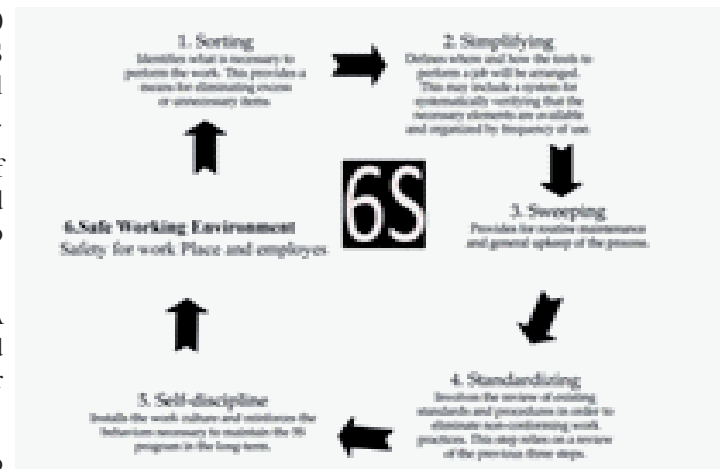 1. Sorting
Identifies what is necessary to
perform the work. This provides a
means for eliminating excess
or unnecessary items
2. Simplifying
Defines where and how the tools to
perform a job will be arranged.
This may include a system for
systematically verifying that the
necessary elements are available
and organized by frequency of use
3. Sweeping
Provides for routine maintenance
and general upkeep of the process.
6S
6.Safe Working Environment
Safety for work Place and employes
4. Standardizing
Involves the review of existing
standards and procedures in order to
eliminate non-conforming work
practices. This step relies on a review
of the previous three steps.
5. Self-discipline
Installs the work culture and reinforces the
behaviors necessary to maintain the
program in the long-term.